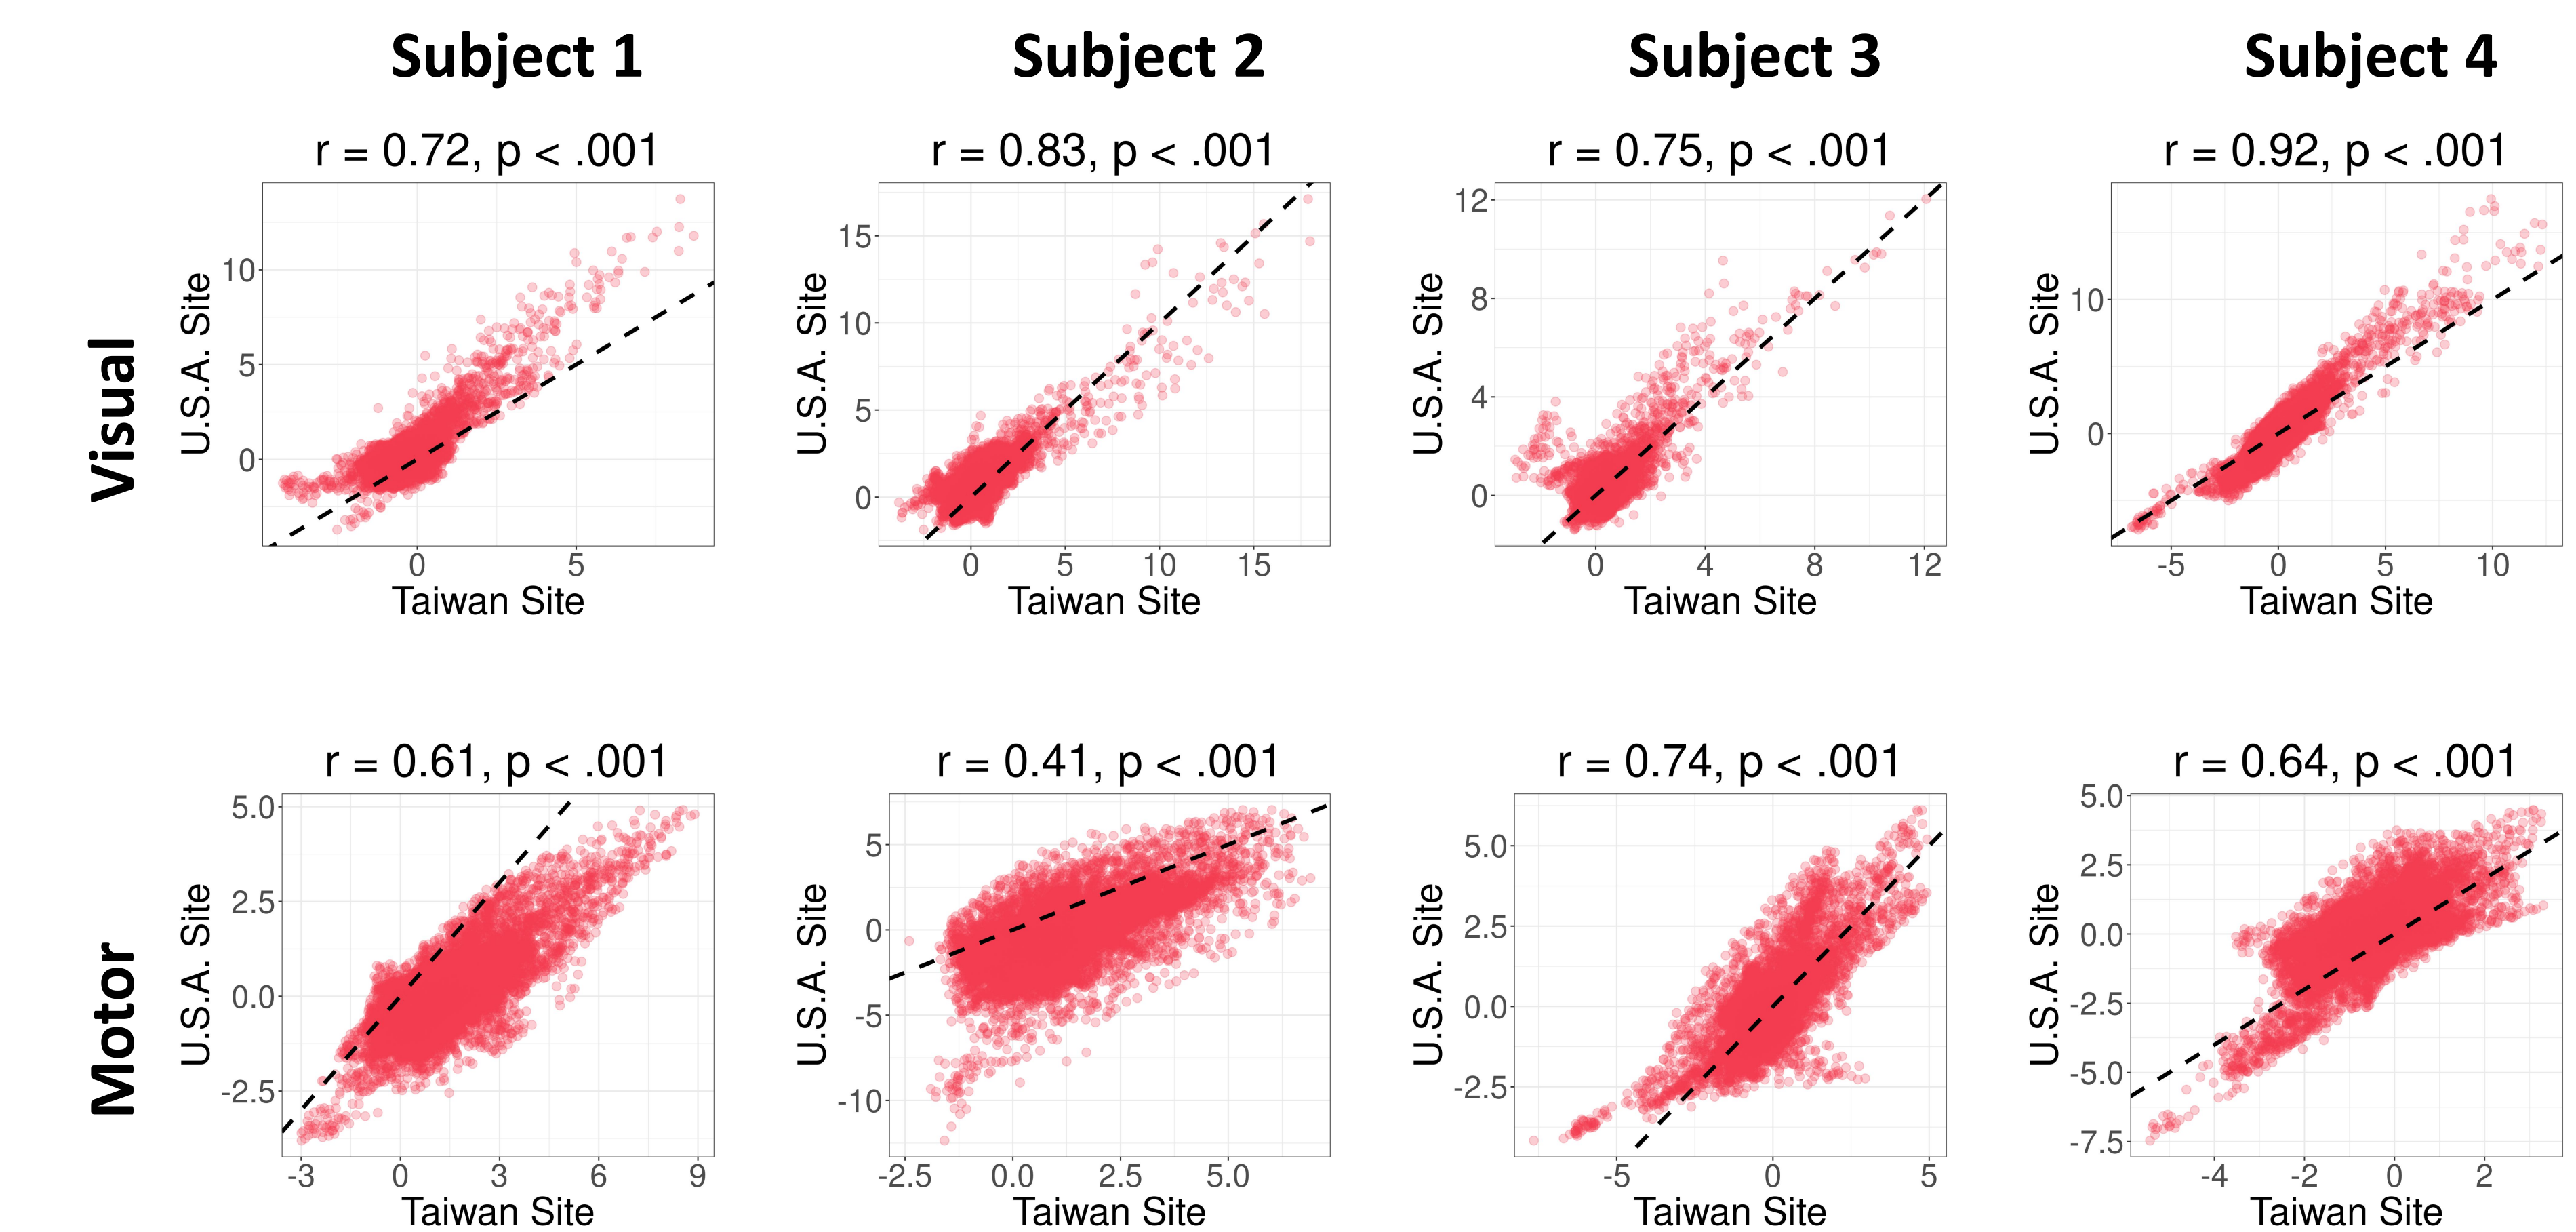 Subject 1 Subject 2 Subject 3 Subject 4
Visual
r = 0.72, p < .001
U.S.A. Site
10
5
0
0 5
Taiwan Site
r = 0.83, p < .001
U.S.A. Site
15
10
5
0
0 5 10 15
Taiwan Site
r = 0.75, p < .001
U.S.A. Site
12
8
4
0
0 4 8 12
Taiwan Site
r = 0.92, p < .001
U.S.A. Site
10
0
-5 0 5 10
Taiwan Site
Motor
r = 0.61, p < .001
U.S.A. Site
5.0
2.5
0.0
-2.5
-3 0 3 6 9
Taiwan Site
r = 0.41, p < .001
U.S.A. Site
5
0
-5
-10
-2.5 0.0 2.5 5.0
Taiwan Site
r = 0.74, p < .001
U.S.A. Site
5.0
2.5
0.0
-2.5
-5 0 5
Taiwan Site
r = 0.64, p < .001
U.S.A. Site
5.0
2.5
0.0
-2.5
-5.0
-7.5
-4 -2 0 2
Taiwan Site